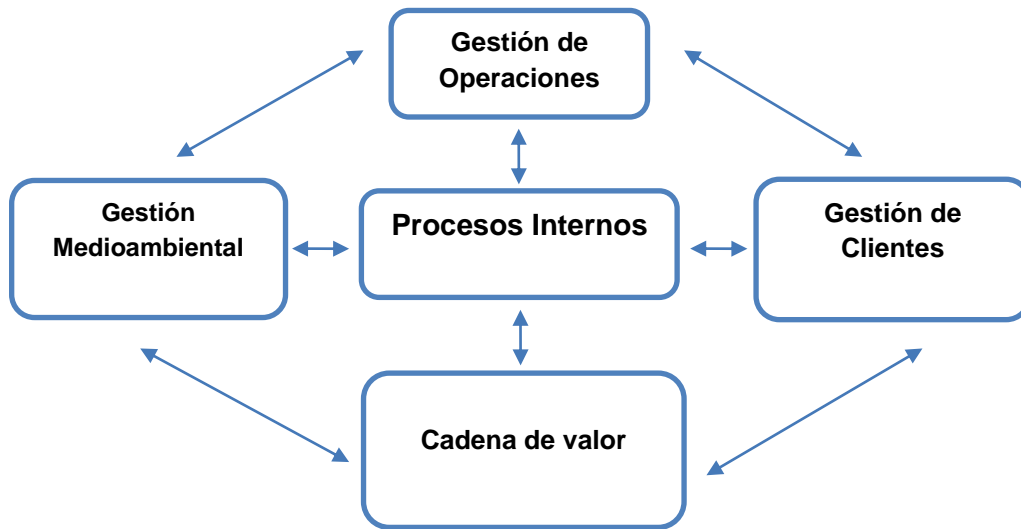 Gestión de
Operaciones
Gestión
Medioambiental
Procesos Internos
Gestión de
Clientes
Cadena de valor